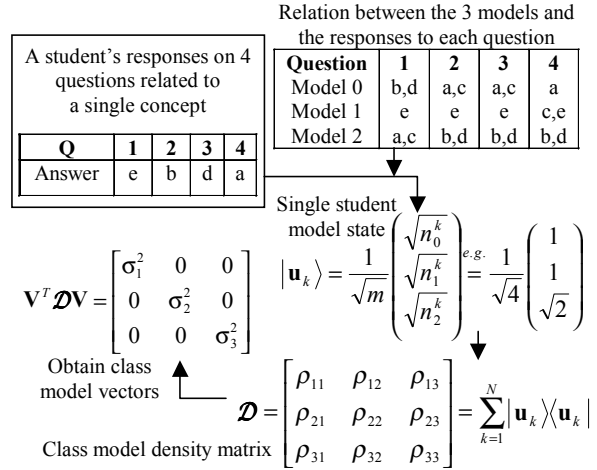 Relation between the 3 models and
the responses to each question
A student's responses on 4
questions related to
a single concept
Q 1 2 3 4
Answer e b d a
Question 1 2 3 4
Model 0 b,d a,c a,c a
Model 1 e e e c,e
Model 2 a,c b,d b,d b,d
Single student
model state
|u_k⟩ = 1/√m (√n_0^k √n_1^k √n_2^k) e.g. = 1/√4 (1 1 √2)
V^T 𝓓V = [σ_1^2 0 0
0 σ_2^2 0
0 0 σ_3^2]
Obtain class
model vectors
𝓓 = [ρ_11 ρ_12 ρ_13
ρ_21 ρ_22 ρ_23
ρ_31 ρ_32 ρ_33] = ∑_{k=1}^{N} |u_k⟩⟨u_k|
Class model density matrix